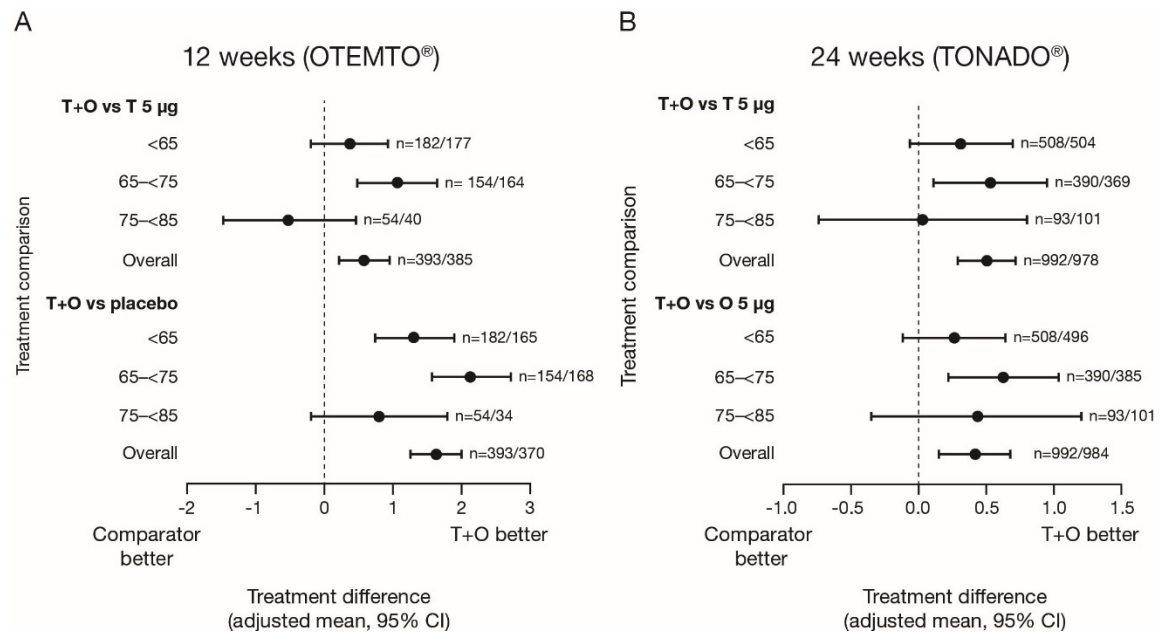 A
12 weeks (OTEMTO®)
Treatment comparison
T+O vs T 5 µg
<65 n=182/177
65–<75 n= 154/164
75–<85 n=54/40
Overall n=393/385
T+O vs placebo
<65 n=182/165
65–<75 n=154/168
75–<85 n=54/34
Overall n=393/370
-2 -1 0 1 2 3
Comparator better T+O better
Treatment difference
(adjusted mean, 95% CI)
B
24 weeks (TONADO®)
Treatment comparison
T+O vs T 5 µg
<65 n=508/504
65–<75 n=390/369
75–<85 n=93/101
Overall n=992/978
T+O vs O 5 µg
<65 n=508/496
65–<75 n=390/385
75–<85 n=93/101
Overall n=992/984
-1.0 -0.5 0.0 0.5 1.0 1.5
Comparator better T+O better
Treatment difference
(adjusted mean, 95% CI)